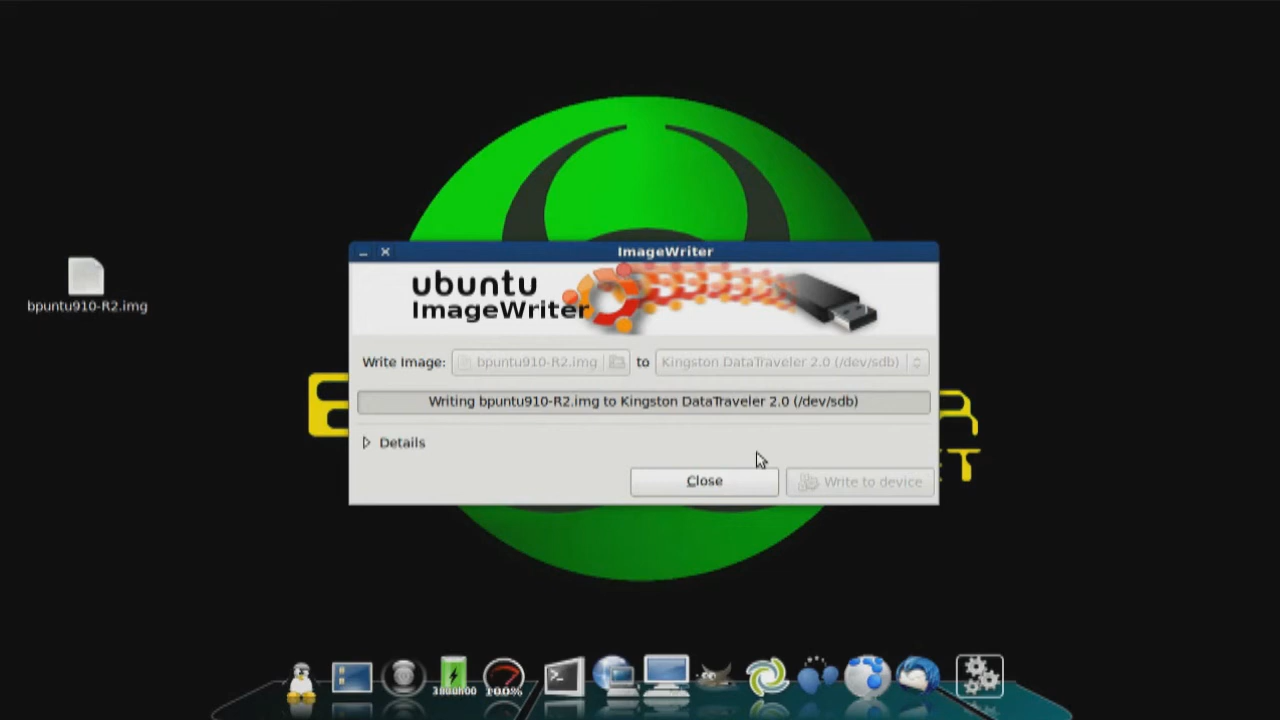 ImageWriter
ubuntu
ImageWriter
bpuntu910-R2.img
Write Image: bpuntu910-R2.img to Kingston DataTraveler 2.0 (/dev/sdb)
Writing bpuntu910-R2.img to Kingston DataTraveler 2.0 (/dev/sdb)
Details
Close Write to device
100%